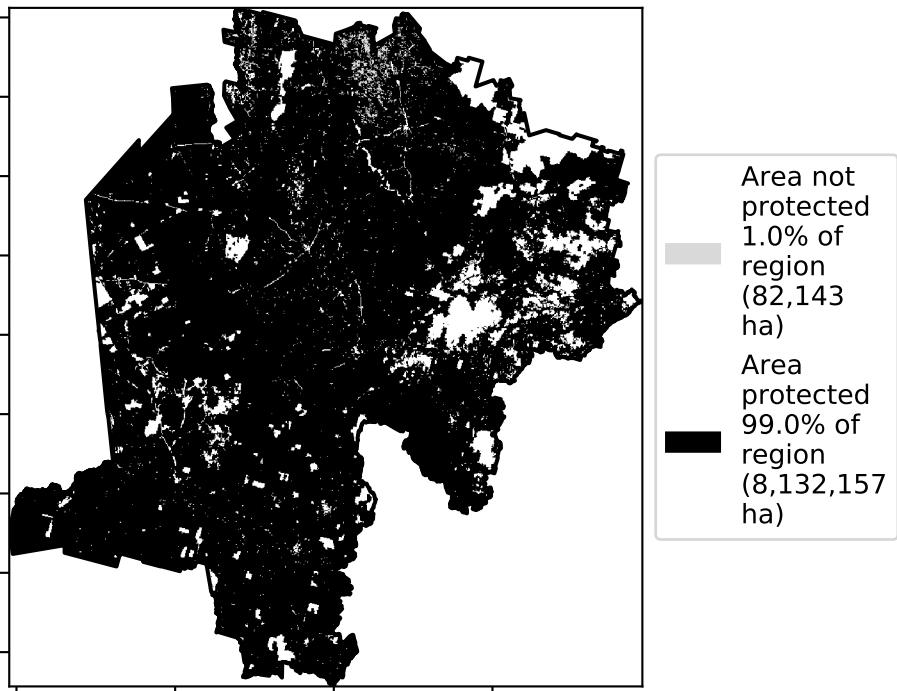 Area not
protected
1.0% of
region
(82,143
ha)
Area
protected
99.0% of
region
(8,132,157
ha)